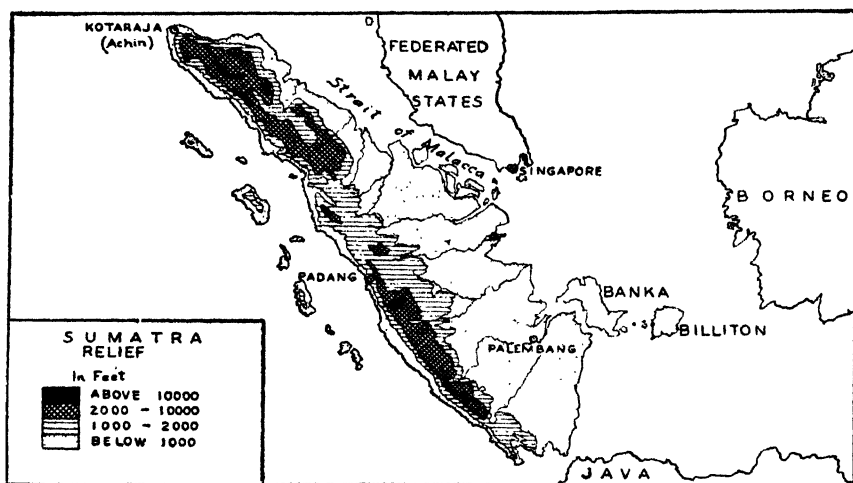 KOTARAJA
(Achin)
FEDERATED
MALAY
STATES
Strait of Malacca
SINGAPORE
BORNEO
PADANG
BANKA
BILLITON
PALEMBANG
JAVA
SUMATRA
RELIEF
In Feet
ABOVE 10000
2000 - 10000
1000 - 2000
BELOW 1000